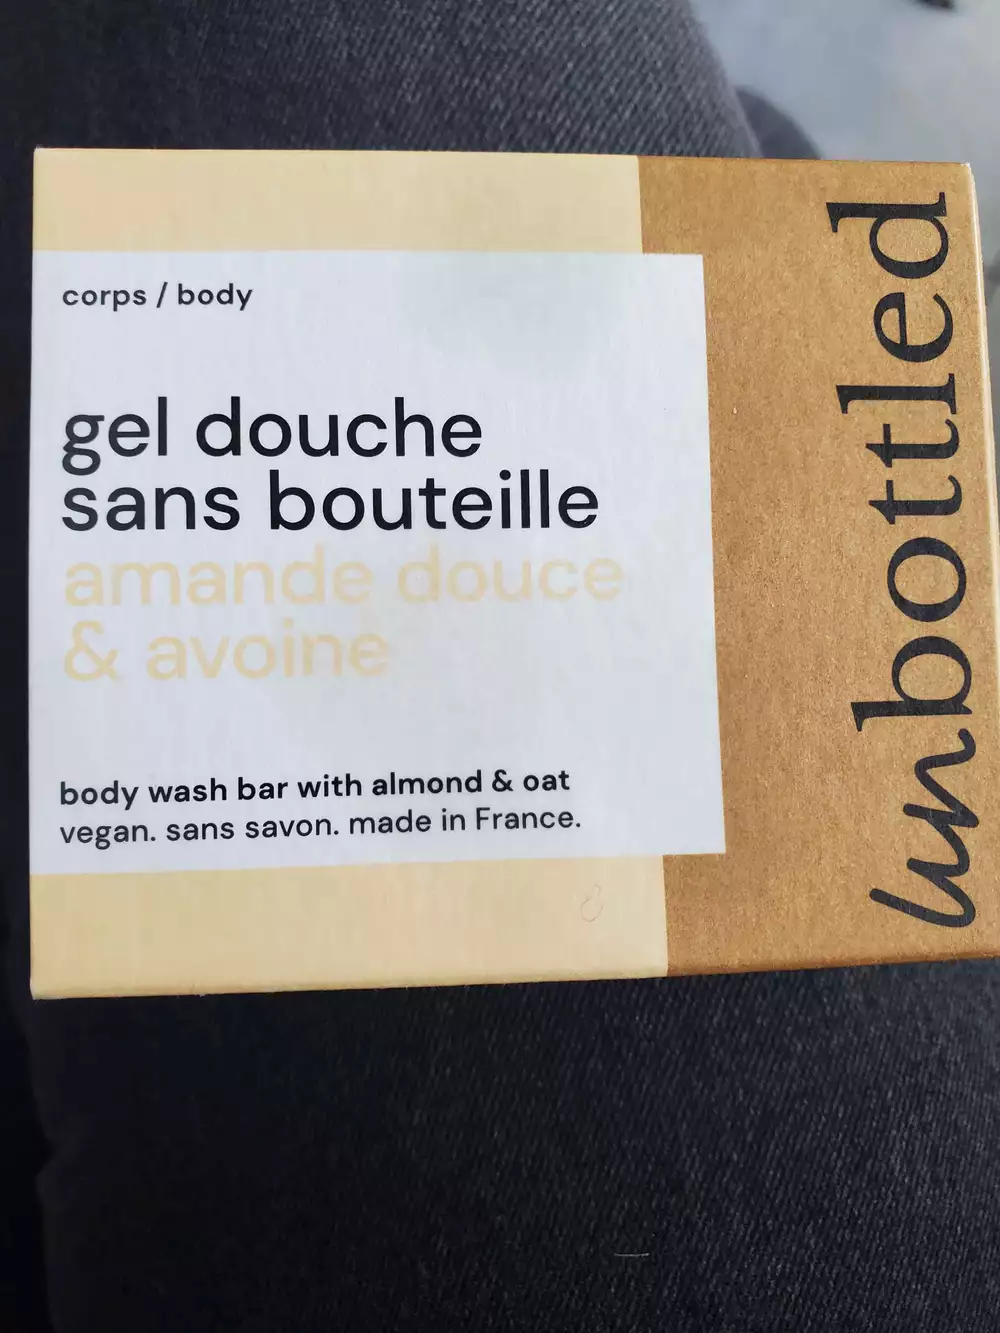 corps / body
gel douche
sans bouteille
amande douce
& avoine
body wash bar with almond & oat
vegan. sans savon. made in France.
unbottled